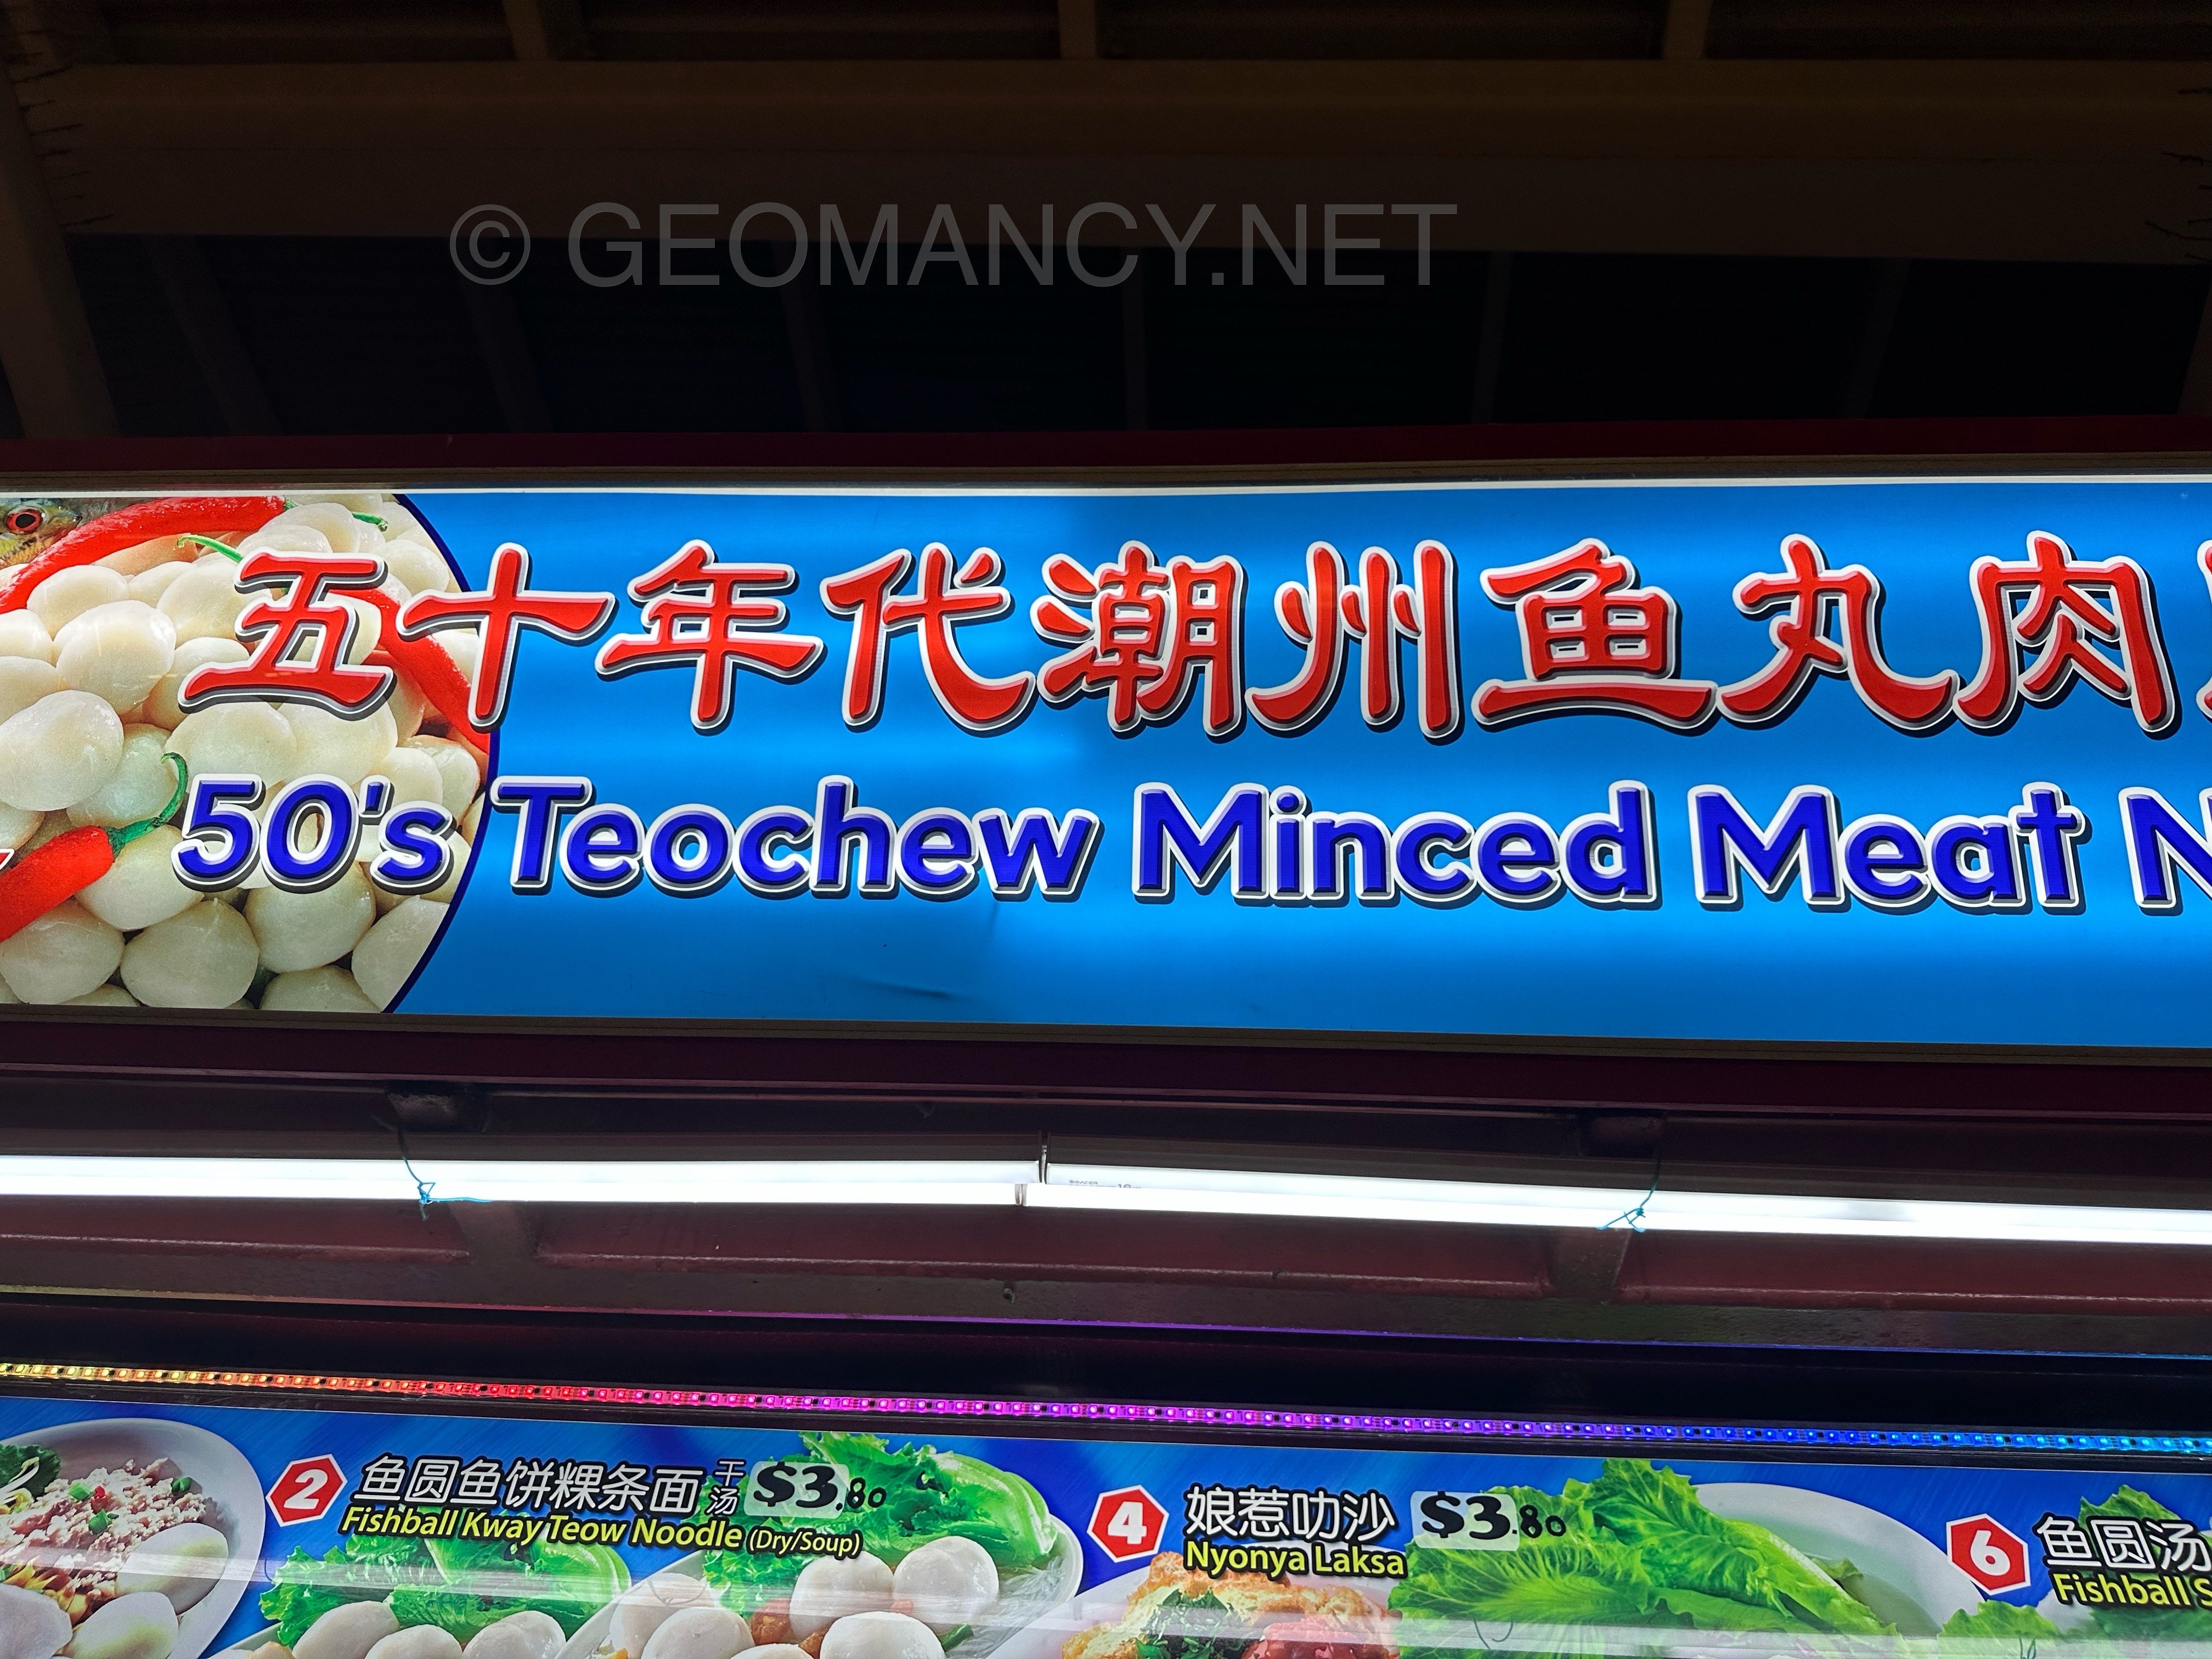 © GEOMANCY.NET
五十年代潮州鱼丸肉
50's Teochew Minced Meat N
2 鱼圆鱼饼粿条面 干汤 $3.80
Fishball Kway Teow Noodle (Dry/Soup)
4 娘惹叻沙 $3.80
Nyonya Laksa
6 鱼圆汤
Fishball S